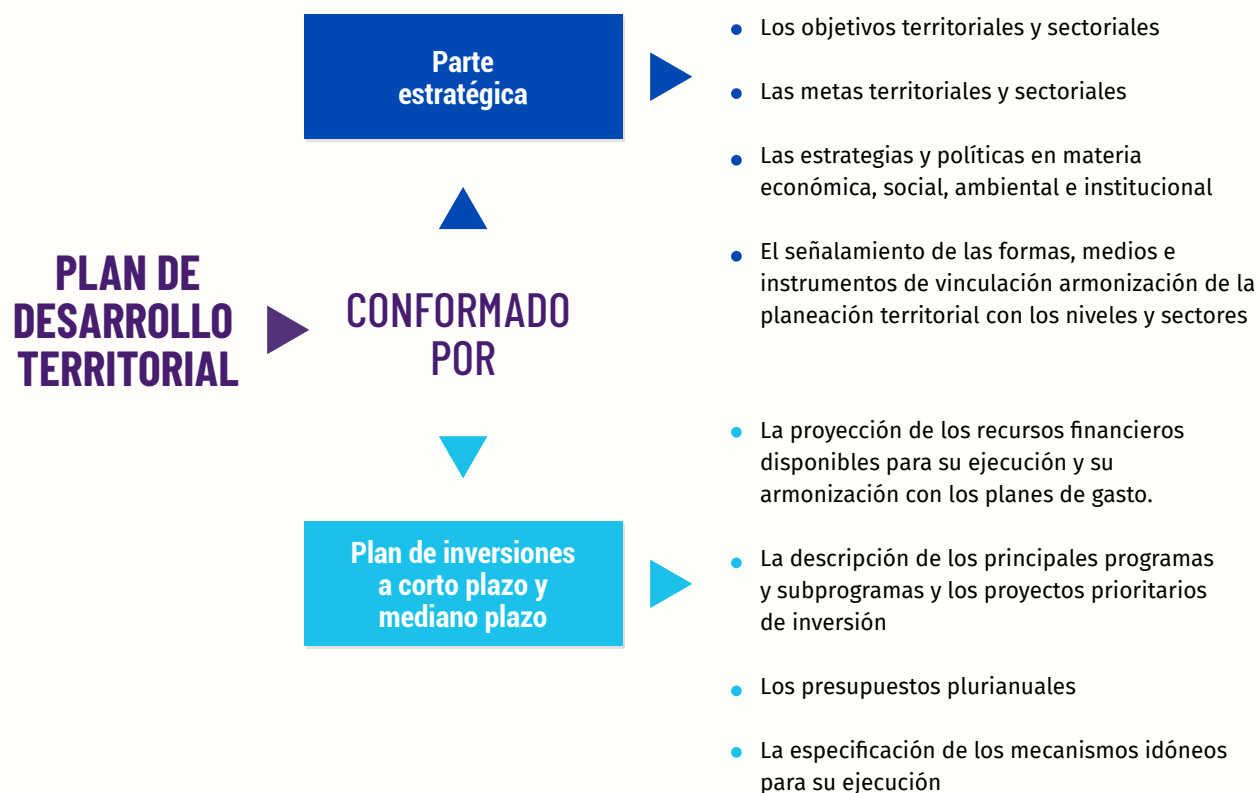 PLAN DE
DESARROLLO
TERRITORIAL
CONFORMADO
POR
Parte
estratégica
Los objetivos territoriales y sectoriales
Las metas territoriales y sectoriales
Las estrategias y políticas en materia
económica, social, ambiental e institucional
El señalamiento de las formas, medios e
instrumentos de vinculación armonización de la
planeación territorial con los niveles y sectores
Plan de inversiones
a corto plazo y
mediano plazo
La proyección de los recursos financieros
disponibles para su ejecución y su
armonización con los planes de gasto.
La descripción de los principales programas
y subprogramas y los proyectos prioritarios
de inversión
Los presupuestos plurianuales
La especificación de los mecanismos idóneos
para su ejecución